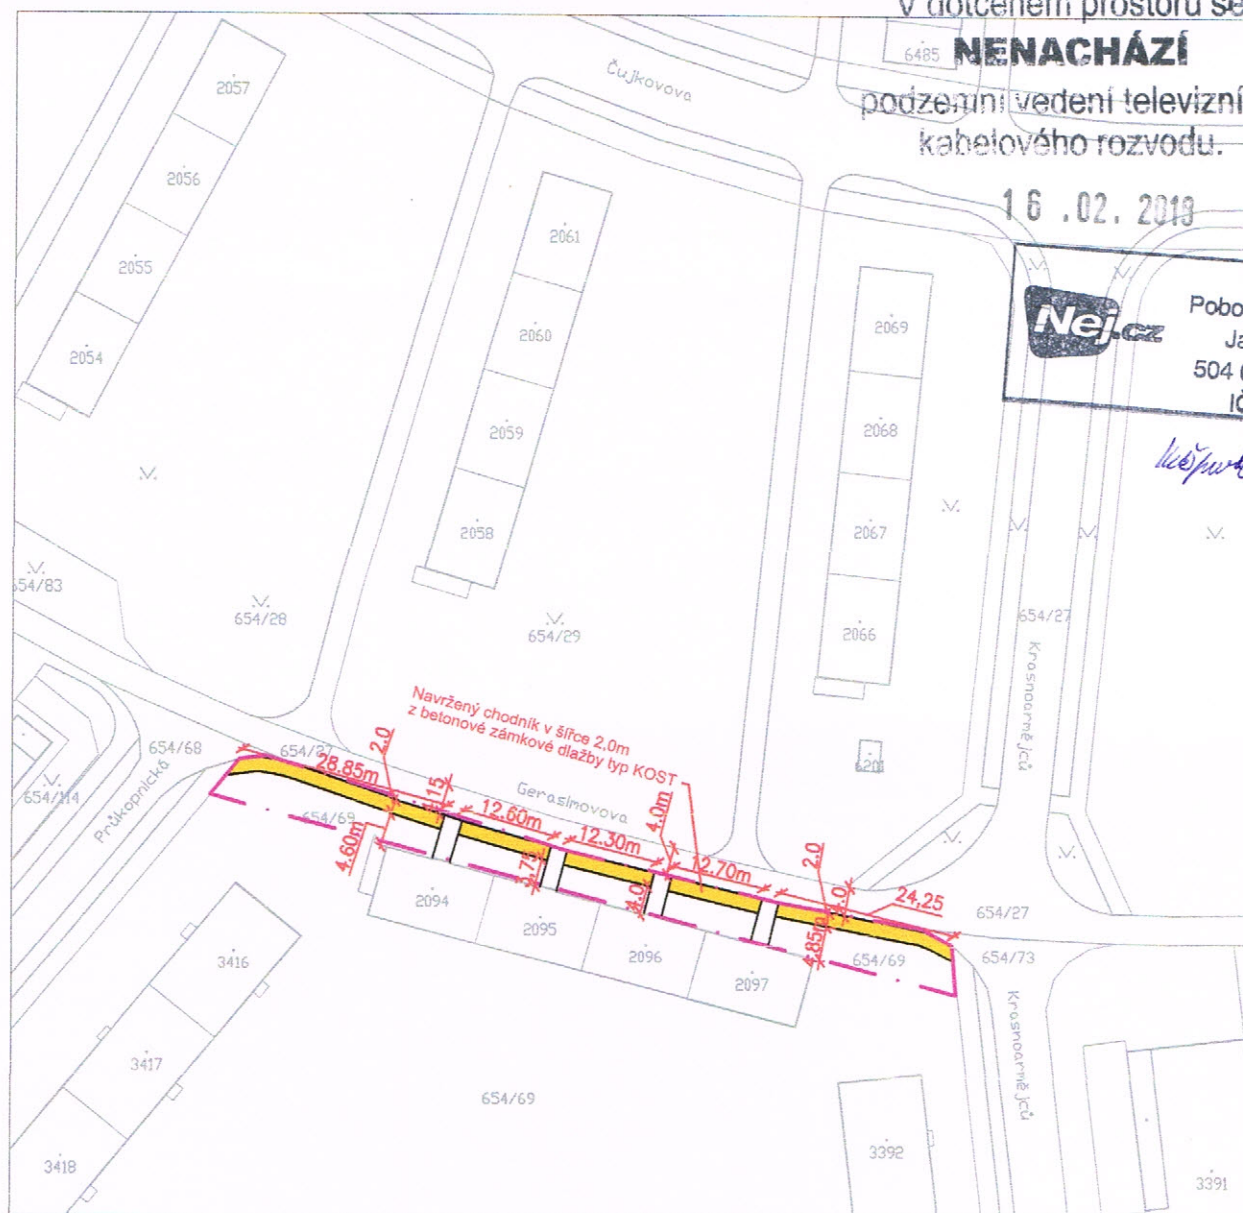 V dotčeném prostoru se
NENACHÁZÍ
podzemní vedení televizní
kabelového rozvodu.
16 .02. 2018
Nej.cz
Pobo
Ja
504
IČ
Čujkovova
6485
2057
2056
2055
2054
2061
2060
2059
2058
2069
2068
2067
2066
6201
654/83
654/28
654/29
654/27
Krasnoarmějců
Navržený chodník v šířce 2,0m
z betonové zámkové dlažby typ KOST
654/68
654/27
654/114
Průkopnická
Gerasimovova
2.0
28.85m
12.60m
12.30m
4.0m
12.70m
2.0
24,25
654/69
4.60m
4.85m
654/69
654/27
654/73
2094
2095
2096
2097
3416
3417
3418
654/69
Krasnoarmějců
3392
3391